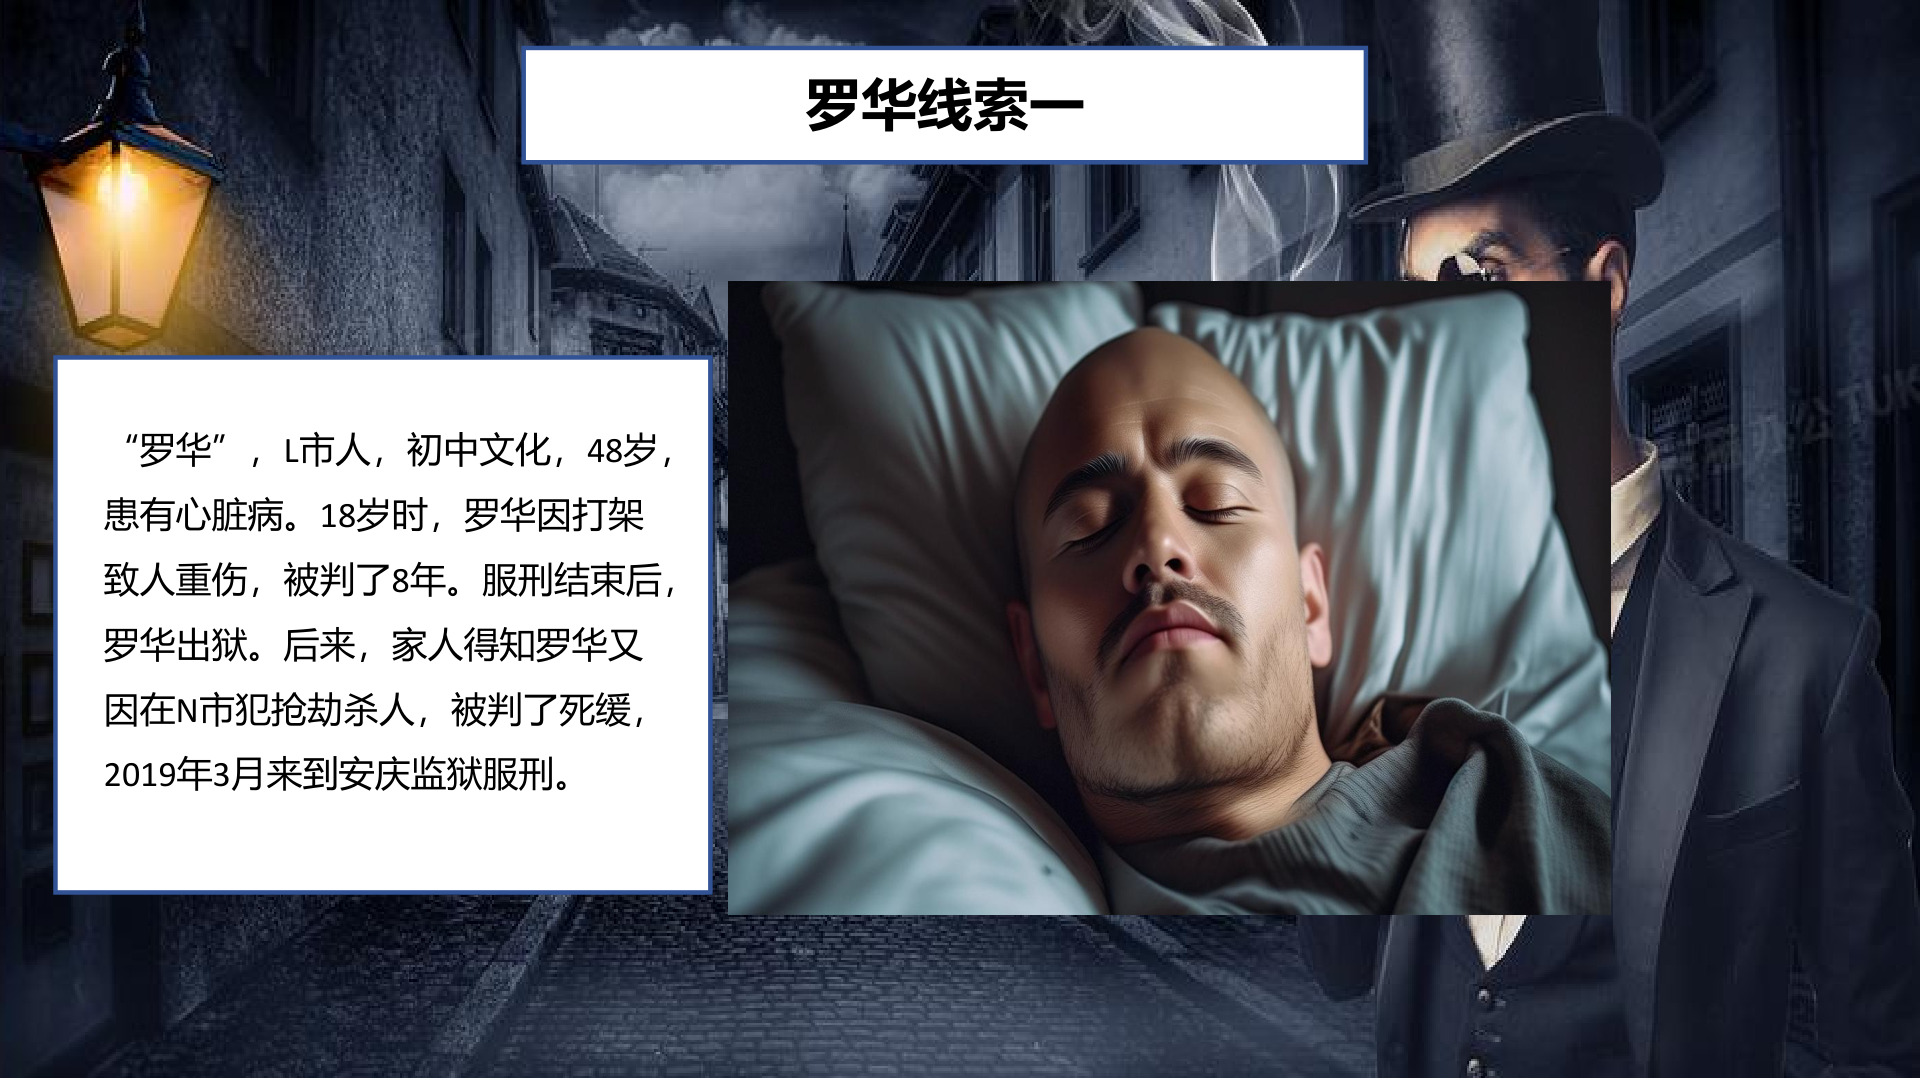 罗华线索一
“罗华”，L市人，初中文化，48岁，
患有心脏病。18岁时，罗华因打架
致人重伤，被判了8年。服刑结束后，
罗华出狱。后来，家人得知罗华又
因在N市犯抢劫杀人，被判了死缓，
2019年3月来到安庆监狱服刑。
办公 TUK